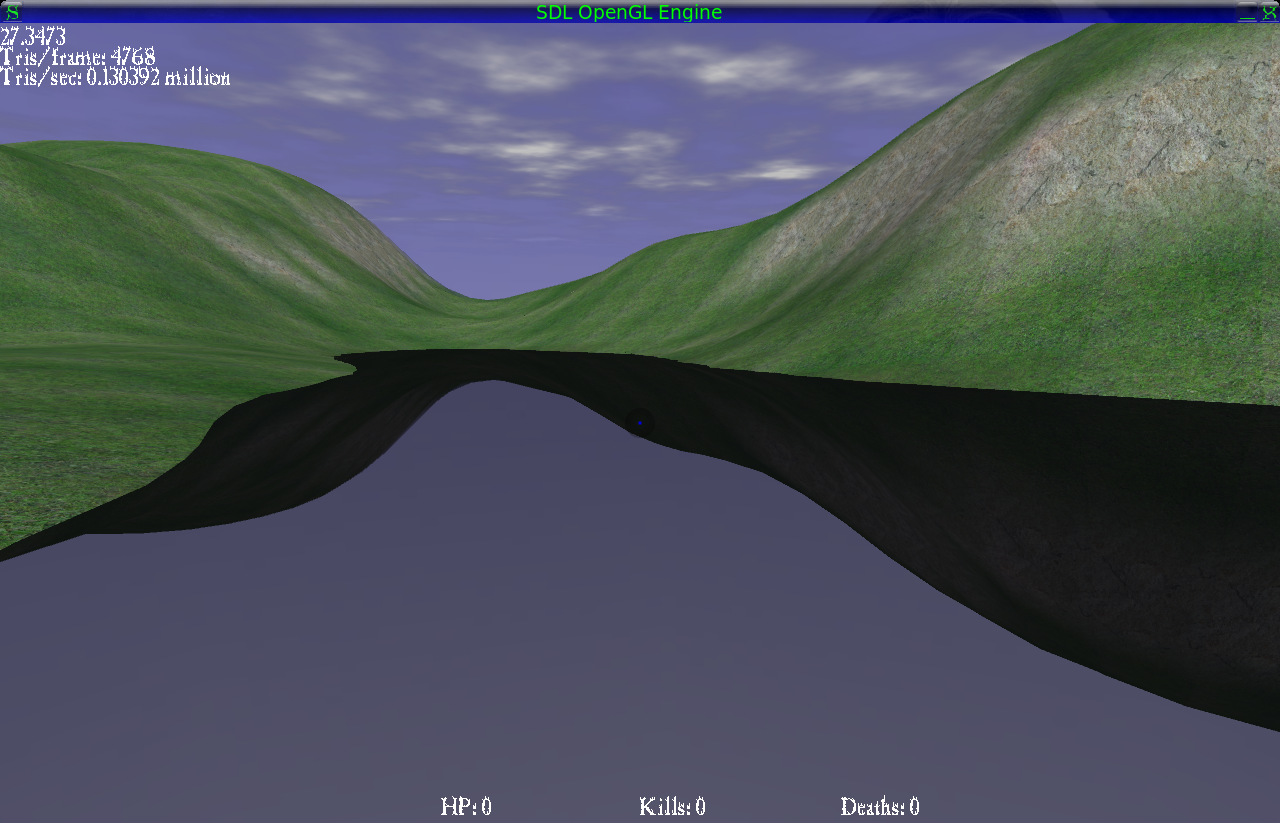 SDL OpenGL Engine
27.3473
Tris/frame: 4768
Tris/sec: 0.130392 million
HP: 0 Kills: 0 Deaths: 0